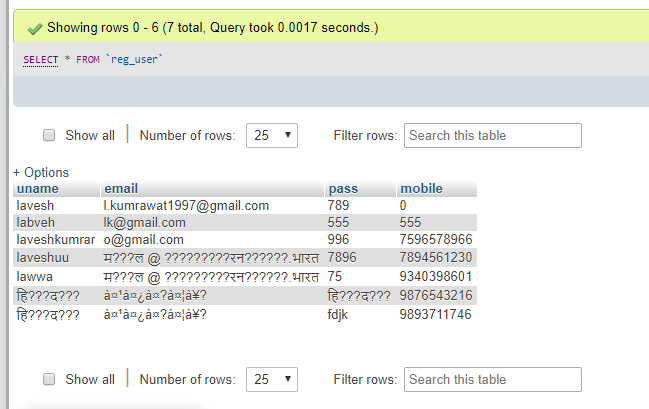 Showing rows 0 - 6 (7 total, Query took 0.0017 seconds.)
SELECT * FROM `reg_user`
Show all | Number of rows: 25 Filter rows: Search this table
+ Options
uname email pass mobile
lavesh l.kumrawat1997@gmail.com 789 0
labveh lk@gmail.com 555 555
laveshkumrar o@gmail.com 996 7596578966
laveshuu म???ल @ ?????????रन??????.भारत 7896 7894561230
lawwa म???ल @ ?????????रन??????.भारत 75 9340398601
हि???द??? à¤¹à¤¿à¤?à¤¦à¥? हि???द??? 9876543216
हि???द??? à¤¹à¤¿à¤?à¤¦à¥? fdjk 9893711746
Show all | Number of rows: 25 Filter rows: Search this table